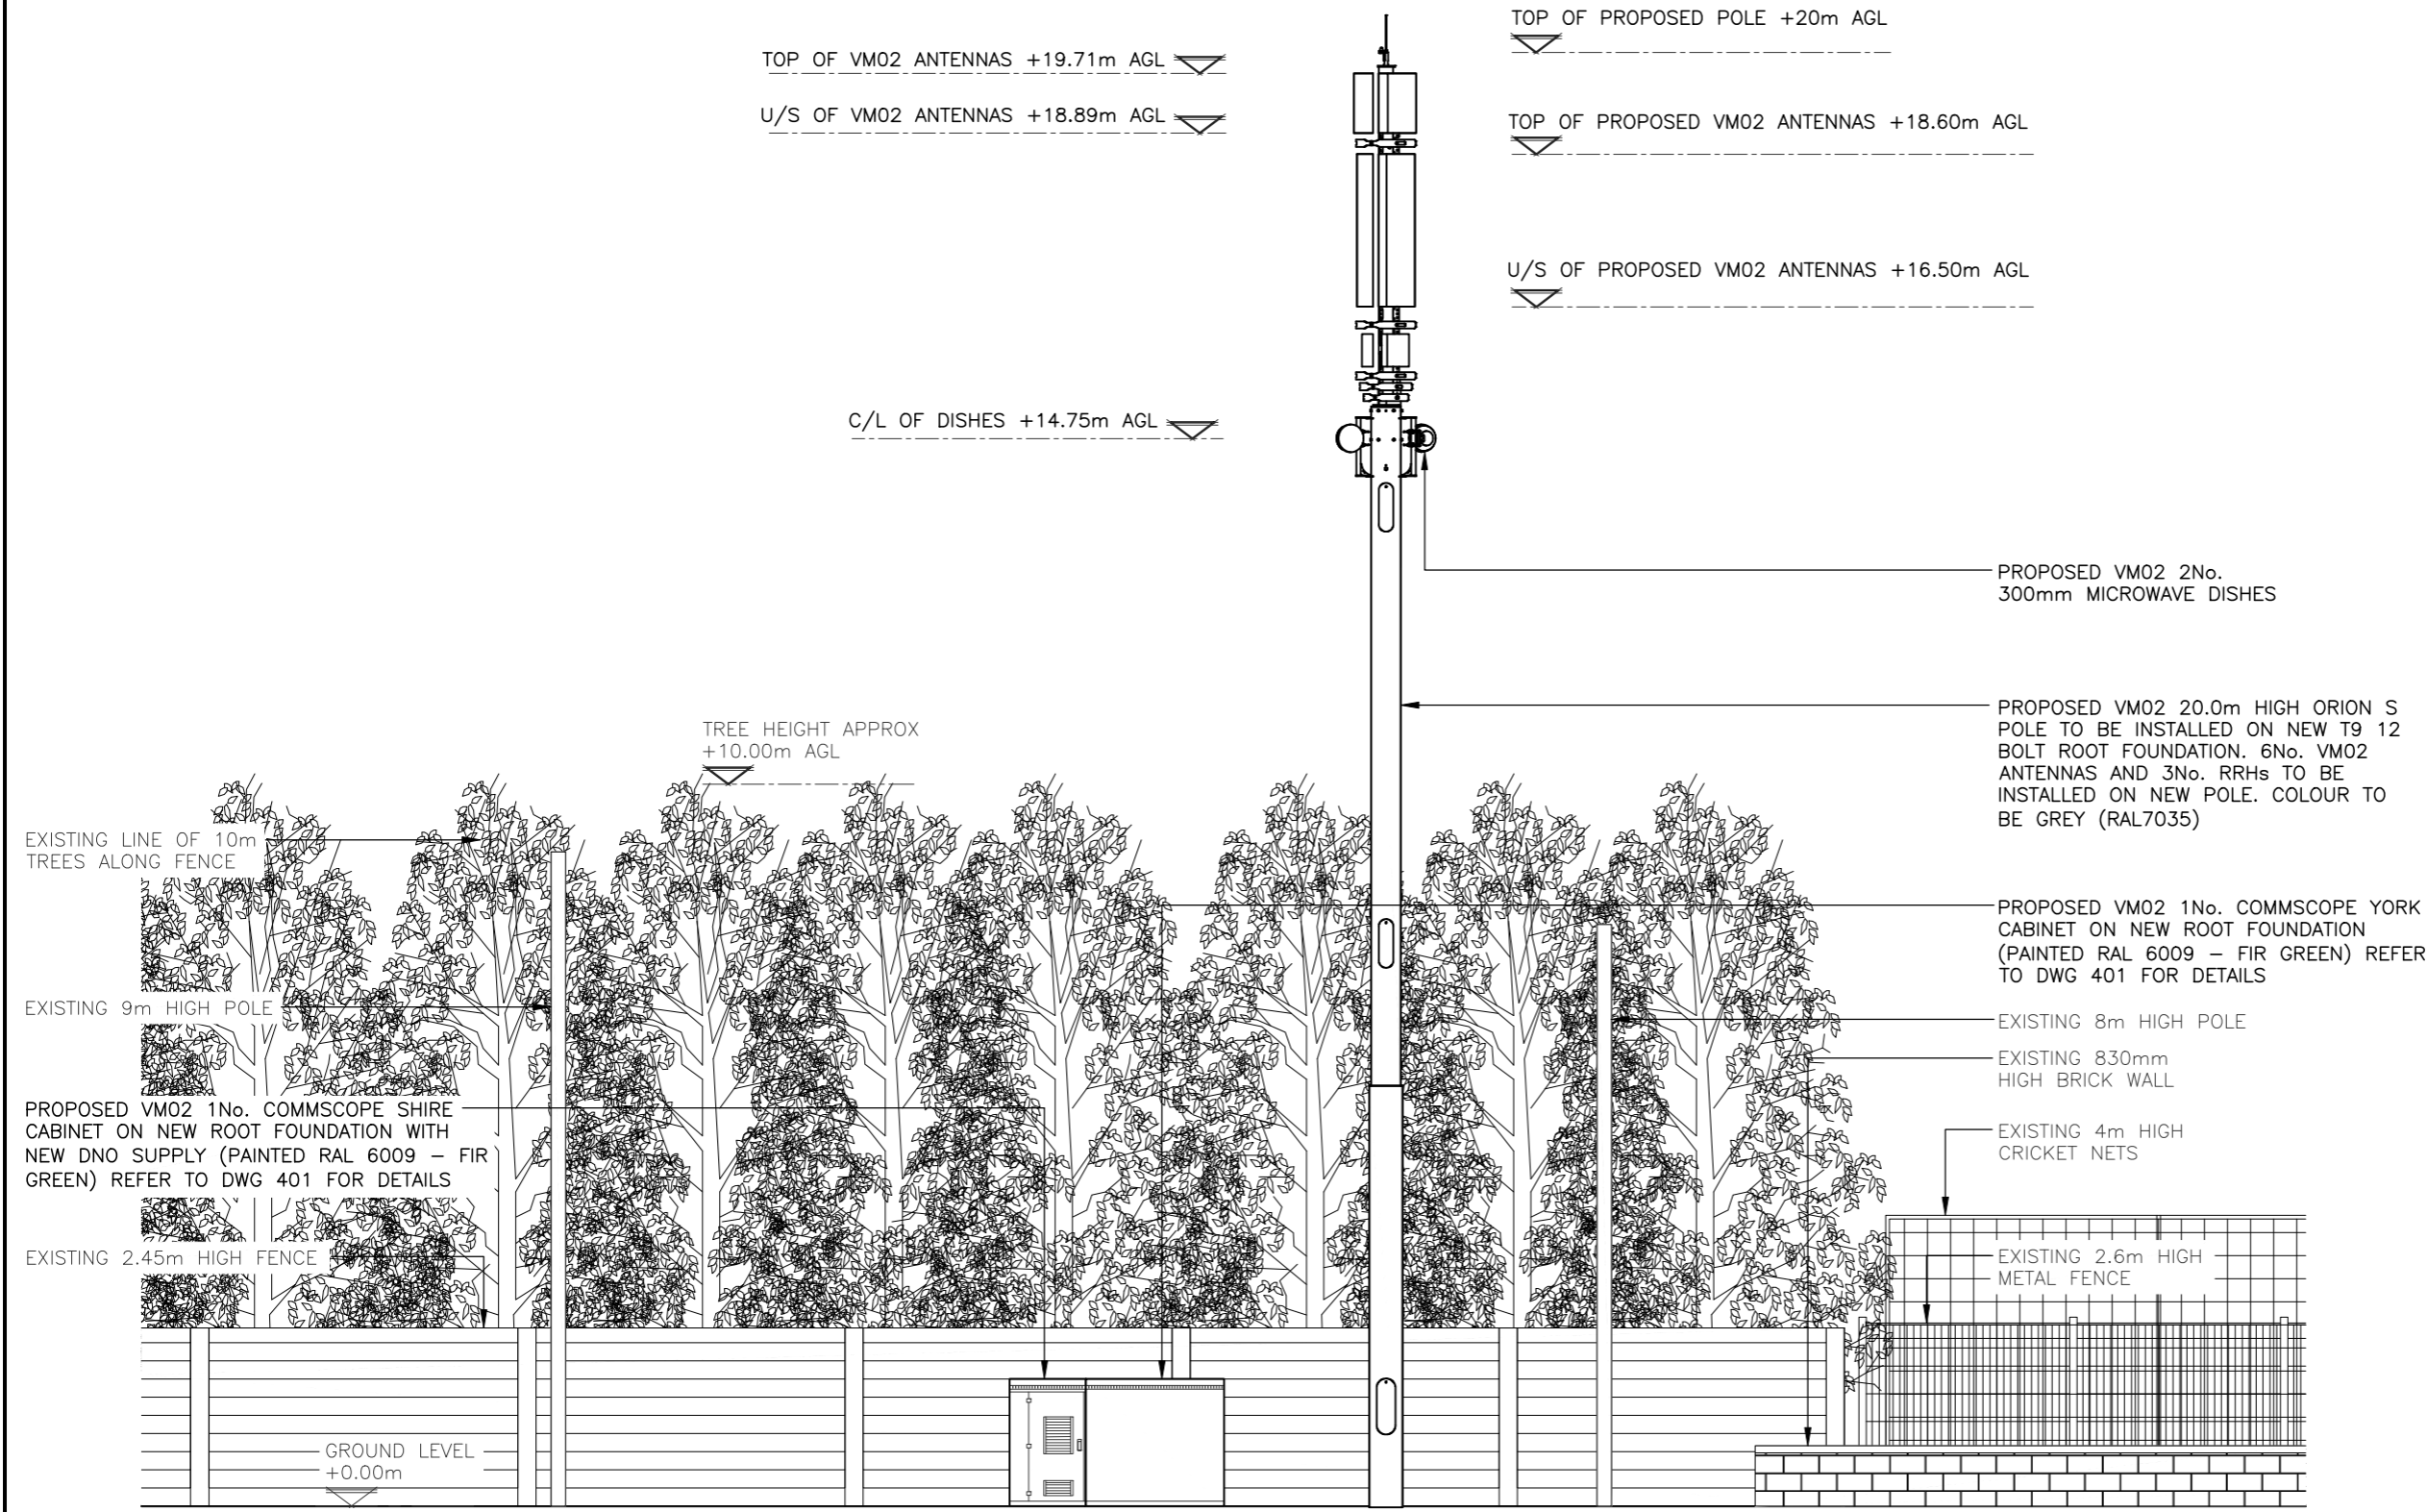 TOP OF PROPOSED POLE +20m AGL
TOP OF VM02 ANTENNAS +19.71m AGL
U/S OF VM02 ANTENNAS +18.89m AGL
TOP OF PROPOSED VM02 ANTENNAS +18.60m AGL
U/S OF PROPOSED VM02 ANTENNAS +16.50m AGL
C/L OF DISHES +14.75m AGL
PROPOSED VM02 2No.
300mm MICROWAVE DISHES
PROPOSED VM02 20.0m HIGH ORION S
POLE TO BE INSTALLED ON NEW T9 12
BOLT ROOT FOUNDATION. 6No. VM02
ANTENNAS AND 3No. RRHs TO BE
INSTALLED ON NEW POLE. COLOUR TO
BE GREY (RAL7035)
TREE HEIGHT APPROX
+10.00m AGL
EXISTING LINE OF 10m
TREES ALONG FENCE
PROPOSED VM02 1No. COMMSCOPE YORK
CABINET ON NEW ROOT FOUNDATION
(PAINTED RAL 6009 – FIR GREEN) REFER
TO DWG 401 FOR DETAILS
EXISTING 9m HIGH POLE
EXISTING 8m HIGH POLE
EXISTING 830mm
HIGH BRICK WALL
PROPOSED VM02 1No. COMMSCOPE SHIRE
CABINET ON NEW ROOT FOUNDATION WITH
NEW DNO SUPPLY (PAINTED RAL 6009 – FIR
GREEN) REFER TO DWG 401 FOR DETAILS
EXISTING 4m HIGH
CRICKET NETS
EXISTING 2.45m HIGH FENCE
EXISTING 2.6m HIGH
METAL FENCE
GROUND LEVEL
+0.00m